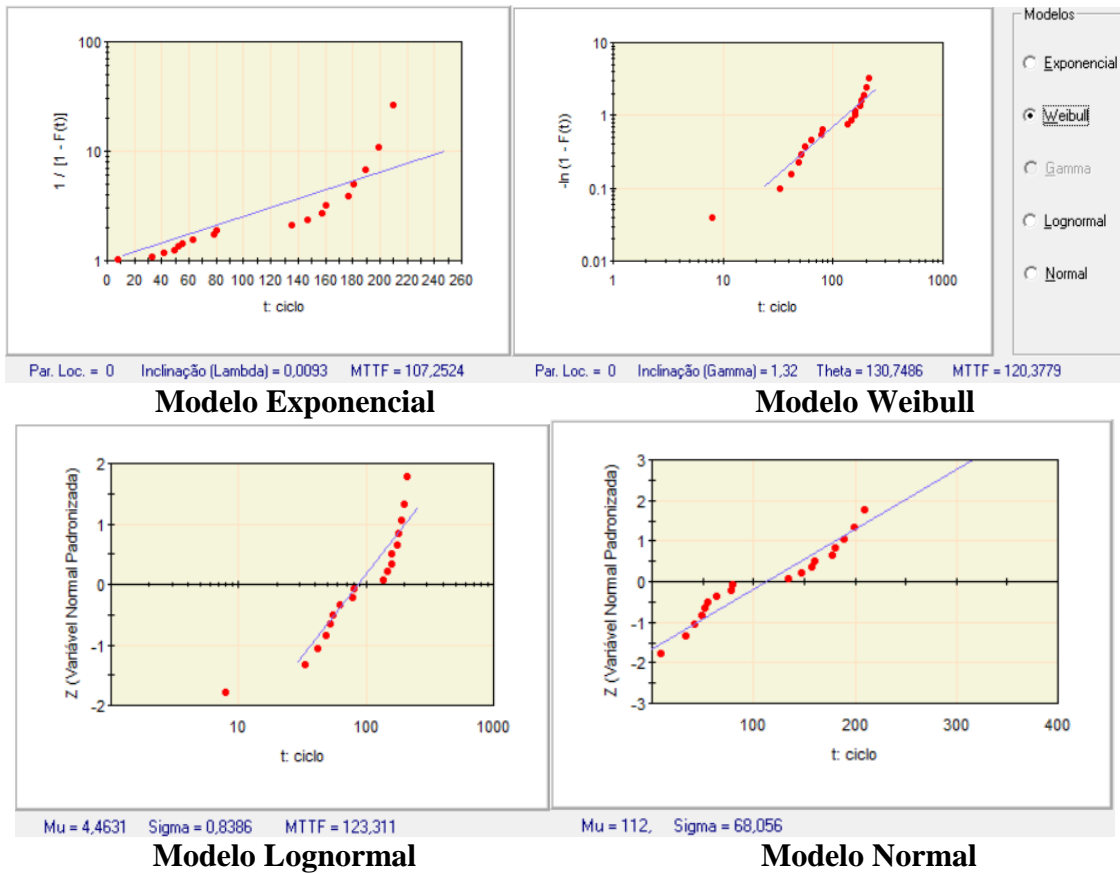 100
10
1
1 / [1 - F(t)]
0 20 40 60 80 100 120 140 160 180 200 220 240 260
t: ciclo
Par. Loc. = 0 Inclinação (Lambda) = 0,0093 MTTF = 107,2524
Modelo Exponencial
10
1
0.1
0.01
-ln (1 - F(t))
1 10 100 1000
t: ciclo
Par. Loc. = 0 Inclinação (Gamma) = 1,32 Theta = 130,7486 MTTF = 120,3779
Modelo Weibull
Modelos
Exponencial
Weibull
Gamma
Lognormal
Normal
2
1
0
-1
-2
Z (Variável Normal Padronizada)
10 100 1000
t: ciclo
Mu = 4,4631 Sigma = 0,8386 MTTF = 123,311
Modelo Lognormal
3
2
1
0
-1
-2
-3
Z (Variável Normal Padronizada)
100 200 300 400
t: ciclo
Mu = 112, Sigma = 68,056
Modelo Normal